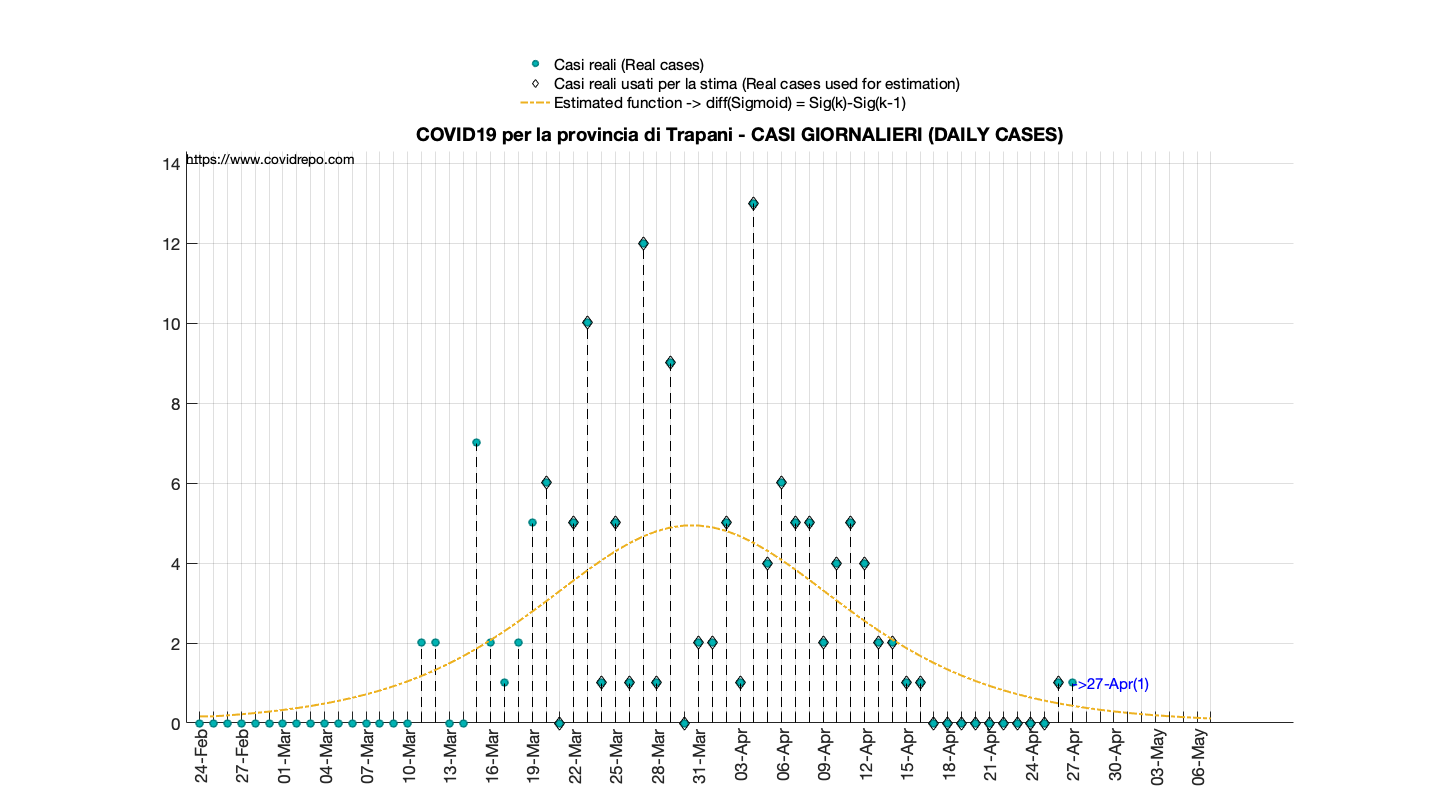 Casi reali (Real cases)
Casi reali usati per la stima (Real cases used for estimation)
Estimated function -> diff(Sigmoid) = Sig(k)-Sig(k-1)
COVID19 per la provincia di Trapani - CASI GIORNALIERI (DAILY CASES)
https://www.covidrepo.com
14
12
10
8
6
4
2
0
->27-Apr(1)
24-Feb
27-Feb
01-Mar
04-Mar
07-Mar
10-Mar
13-Mar
16-Mar
19-Mar
22-Mar
25-Mar
28-Mar
31-Mar
03-Apr
06-Apr
09-Apr
12-Apr
15-Apr
18-Apr
21-Apr
24-Apr
27-Apr
30-Apr
03-May
06-May